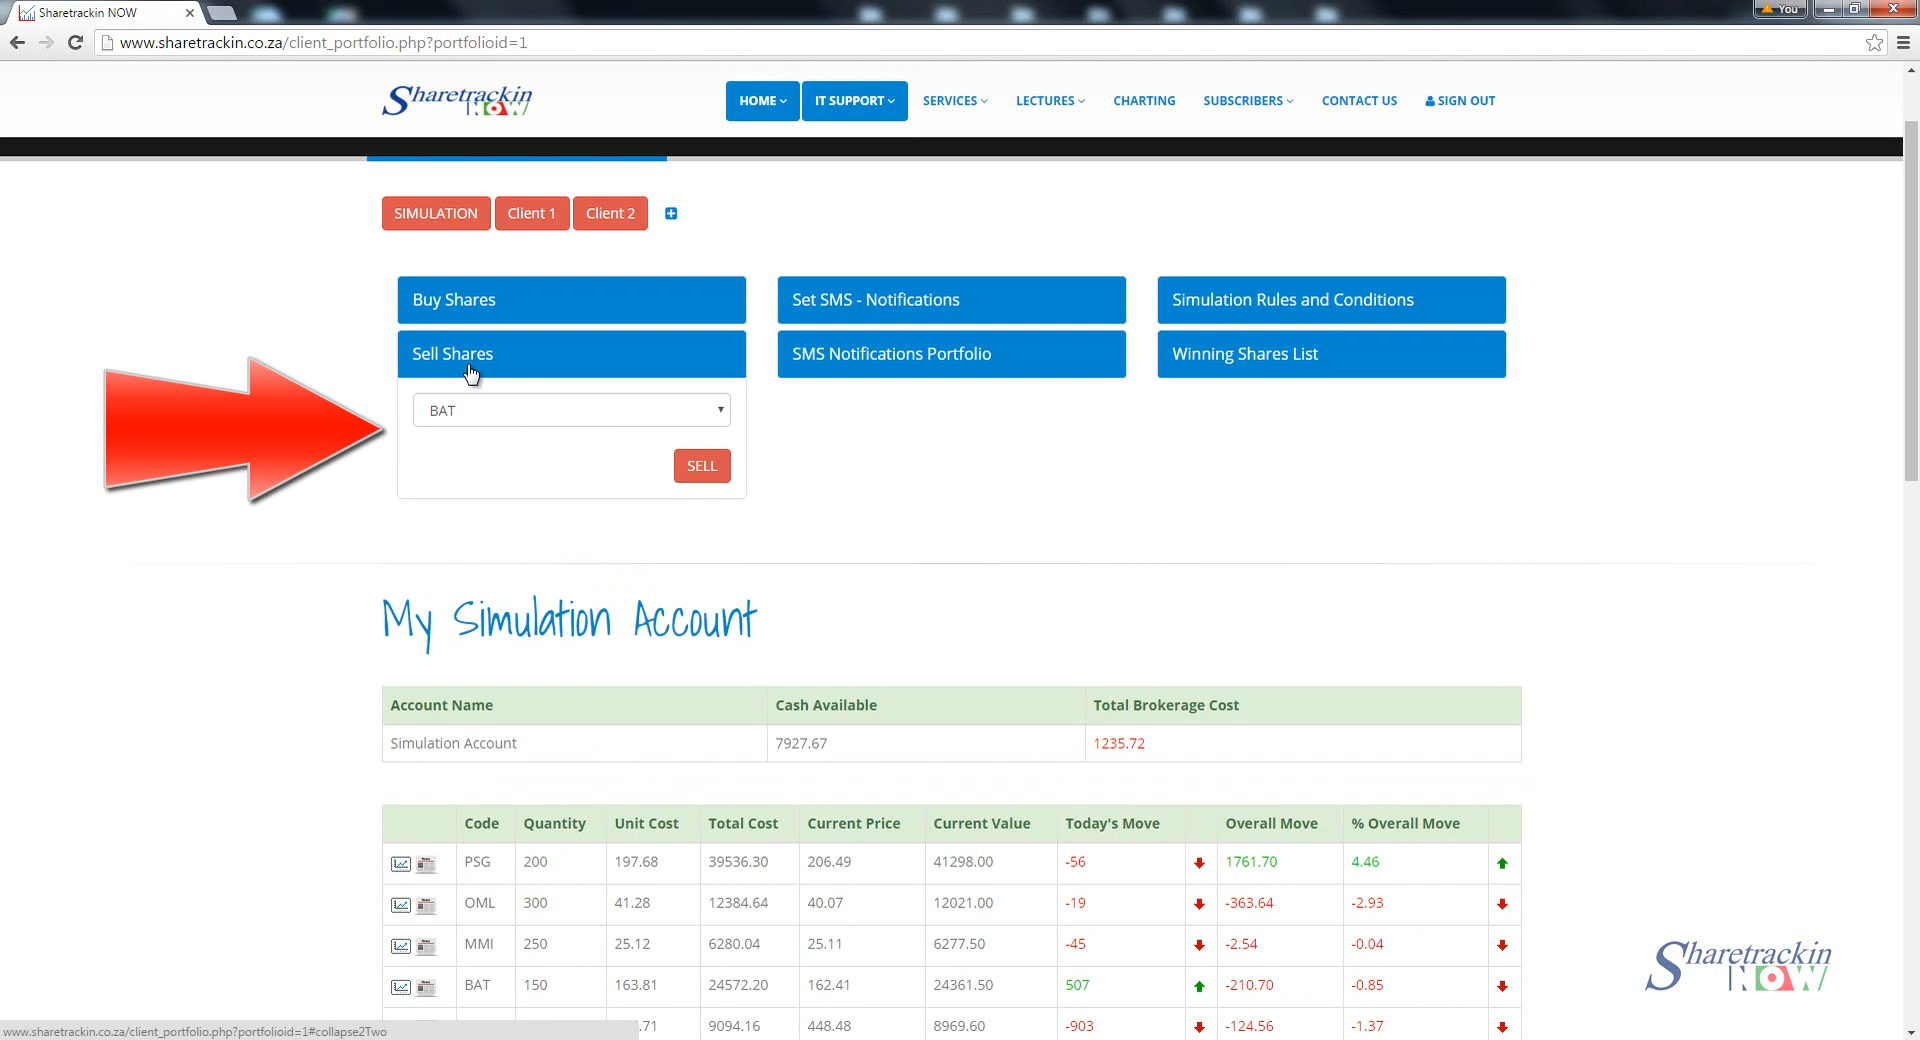 Sharetrackin NOW
You
www.sharetrackin.co.za/client_portfolio.php?portfolioid=1
Sharetrackin NOW
HOME IT SUPPORT SERVICES LECTURES CHARTING SUBSCRIBERS CONTACT US SIGN OUT
SIMULATION Client 1 Client 2
Buy Shares Set SMS - Notifications Simulation Rules and Conditions
Sell Shares SMS Notifications Portfolio Winning Shares List
BAT
SELL
My Simulation Account
Account Name Cash Available Total Brokerage Cost
Simulation Account 7927.67 1235.72
Code Quantity Unit Cost Total Cost Current Price Current Value Today's Move Overall Move % Overall Move
PSG 200 197.68 39536.30 206.49 41298.00 -56 1761.70 4.46
OML 300 41.28 12384.64 40.07 12021.00 -19 -363.64 -2.93
MMI 250 25.12 6280.04 25.11 6277.50 -45 -2.54 -0.04
BAT 150 163.81 24572.20 162.41 24361.50 507 -210.70 -0.85
.71 9094.16 448.48 8969.60 -903 -124.56 -1.37
Sharetrackin NOW
www.sharetrackin.co.za/client_portfolio.php?portfolioid=1#collapse2Two